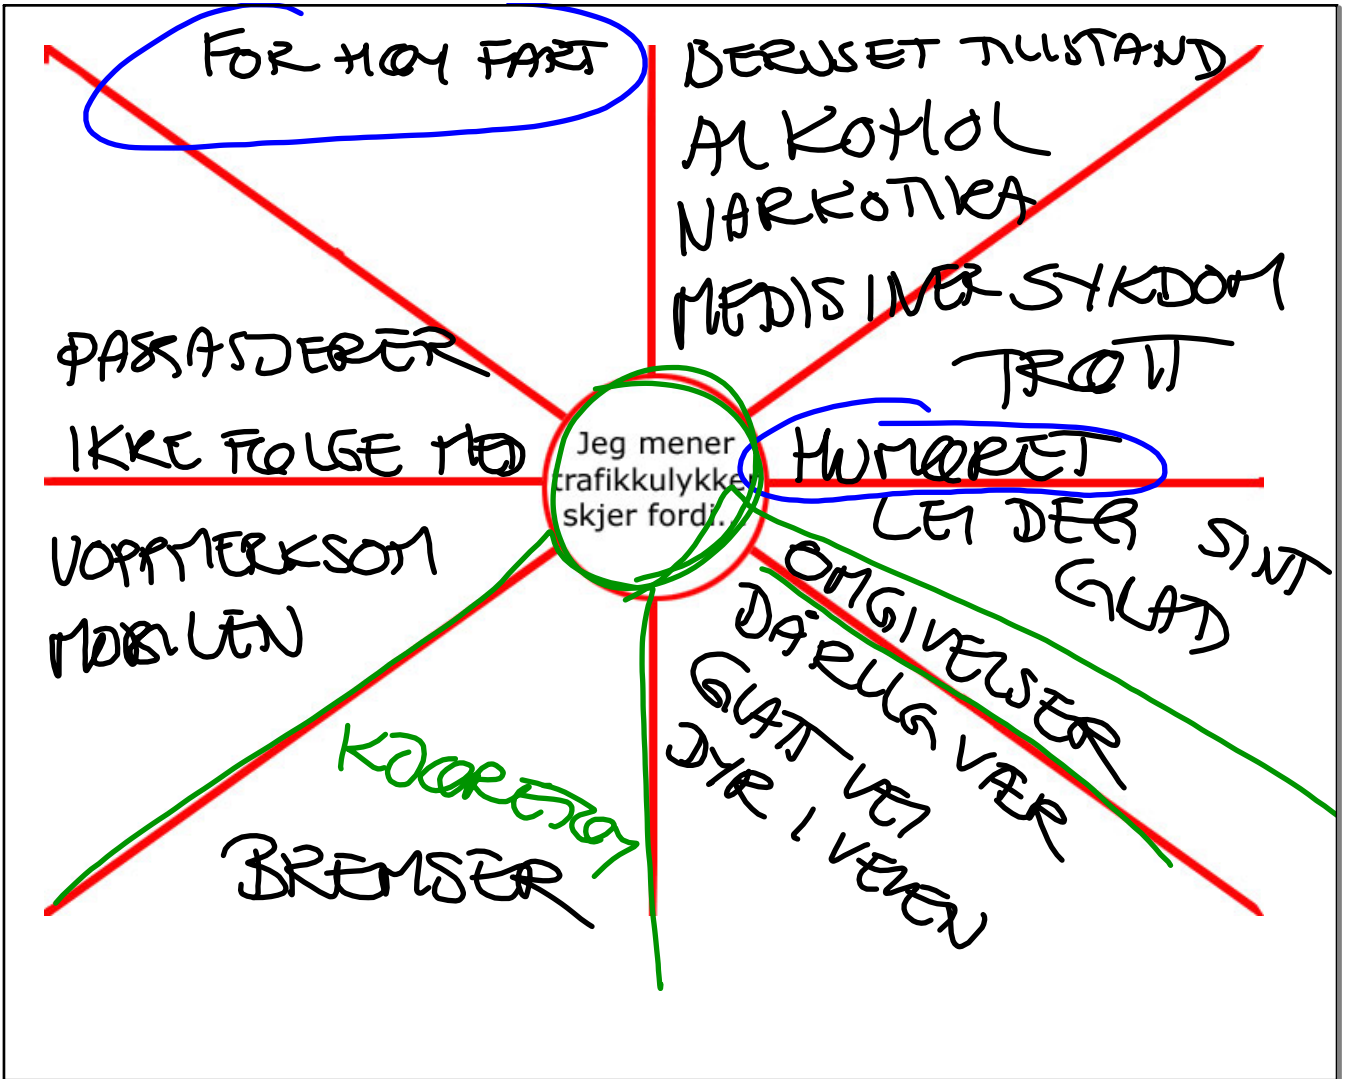 FOR HØY FART
BERUSET TILLSTAND
ALKOHOL
NARKOTIKA
MEDISINER SYKDOM
TRØTT
PASSASJERER
IKKE FØLGE MED
Jeg mener
trafikkulykker
skjer fordi...
HUMØRET
LEI DEG SINT
GLAD
UOPPMERKSOM
MOBILEN
OMGIVELSER
DÅRLIG VÆR
GLATT VEI
DYR I VEIEN
KJØRETØY
BREMSER